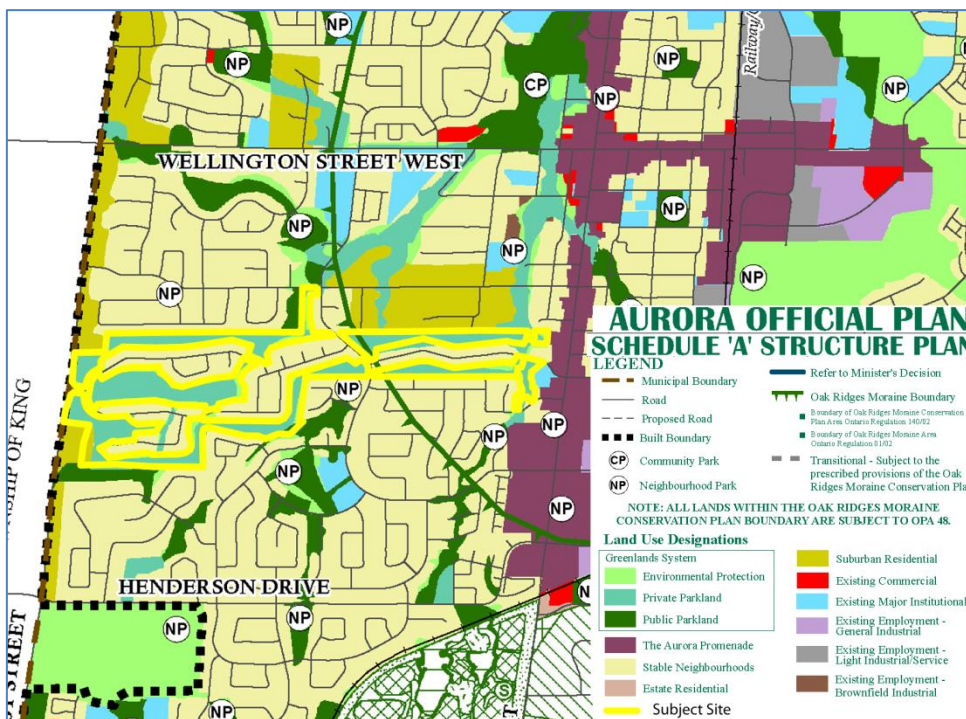 NP
NP
Railway/
NP
CP
NP
NP
WELLINGTON STREET WEST
NP
NP
NP
NP
NP
TOWNSHIP OF KING
NP
NP
NP
NP
NP
HENDERSON DRIVE
NP
NP
NP
STREET
S
AURORA OFFICIAL PLAN
SCHEDULE 'A' STRUCTURE PLAN
LEGEND
Municipal Boundary
Road
Proposed Road
Built Boundary
CP Community Park
NP Neighbourhood Park
Refer to Minister's Decision
Oak Ridges Moraine Boundary
Boundary of Oak Ridges Moraine Conservation
Plan Area Ontario Regulation 140/02
Boundary of Oak Ridges Moraine Area
Ontario Regulation 01/02
Transitional - Subject to the
prescribed provisions of the Oak
Ridges Moraine Conservation Pla
NOTE: ALL LANDS WITHIN THE OAK RIDGES MORAINE
CONSERVATION PLAN BOUNDARY ARE SUBJECT TO OPA 48.
Land Use Designations
Greenlands System
Environmental Protection
Private Parkland
Public Parkland
The Aurora Promenade
Stable Neighbourhoods
Estate Residential
Subject Site
Suburban Residential
Existing Commercial
Existing Major Institutional
Existing Employment -
General Industrial
Existing Employment -
Light Industrial/Service
Existing Employment -
Brownfield Industrial